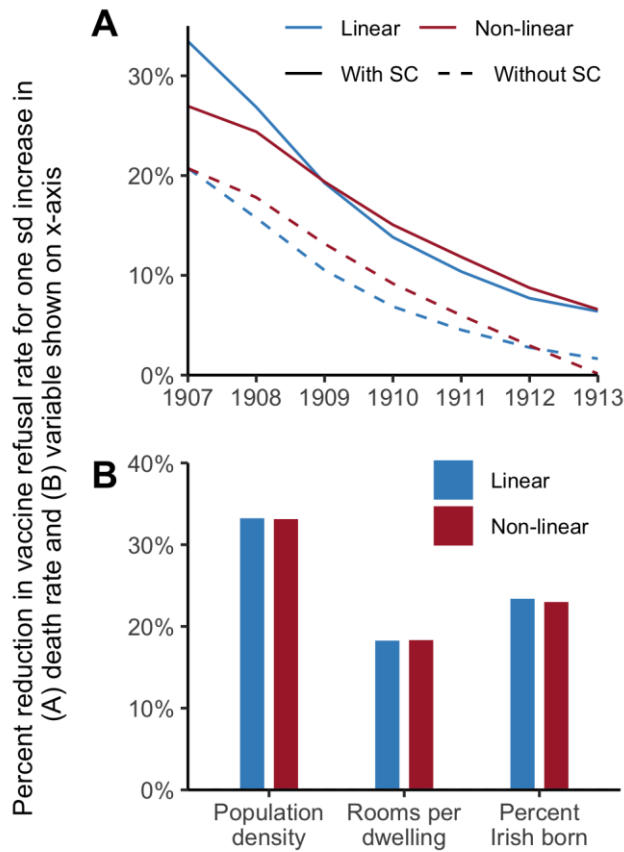 Percent reduction in vaccine refusal rate for one sd increase in
(A) death rate and (B) variable shown on x-axis
A
Linear
Non-linear
With SC
Without SC
30%
20%
10%
0%
1907
1908
1909
1910
1911
1912
1913
B
Linear
Non-linear
40%
30%
20%
10%
0%
Population
density
Rooms per
dwelling
Percent
Irish born